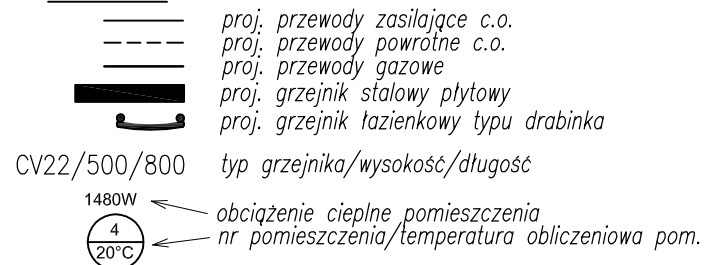 proj. przewody zasilające c.o.
proj. przewody powrotne c.o.
proj. przewody gazowe
proj. grzejnik stalowy płytowy
proj. grzejnik łazienkowy typu drabinka
CV22/500/800 typ grzejnika/wysokość/długość
1480W
obciążenie cieplne pomieszczenia
4
nr pomieszczenia/temperatura obliczeniowa pom.
20°C